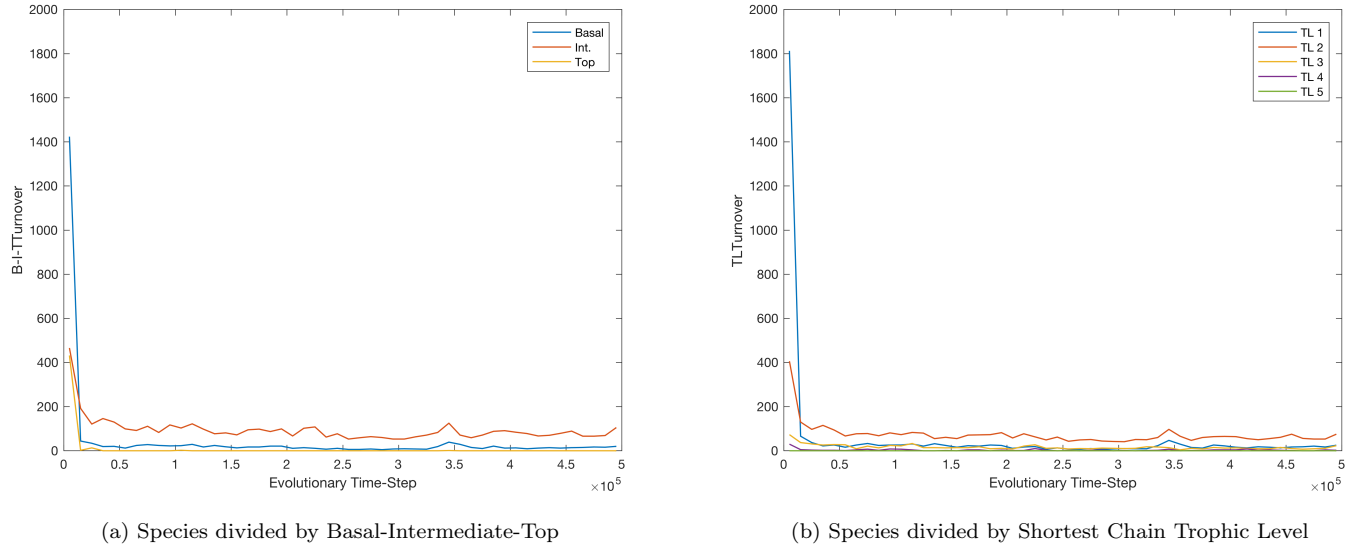 2000
1800
1600
1400
1200
1000
800
600
400
200
0
B-I-TTurnover
0 0.5 1 1.5 2 2.5 3 3.5 4 4.5 5
Evolutionary Time-Step
×10^5
Basal
Int.
Top
(a) Species divided by Basal-Intermediate-Top
2000
1800
1600
1400
1200
1000
800
600
400
200
0
TLTurnover
0 0.5 1 1.5 2 2.5 3 3.5 4 4.5 5
Evolutionary Time-Step
×10^5
TL 1
TL 2
TL 3
TL 4
TL 5
(b) Species divided by Shortest Chain Trophic Level